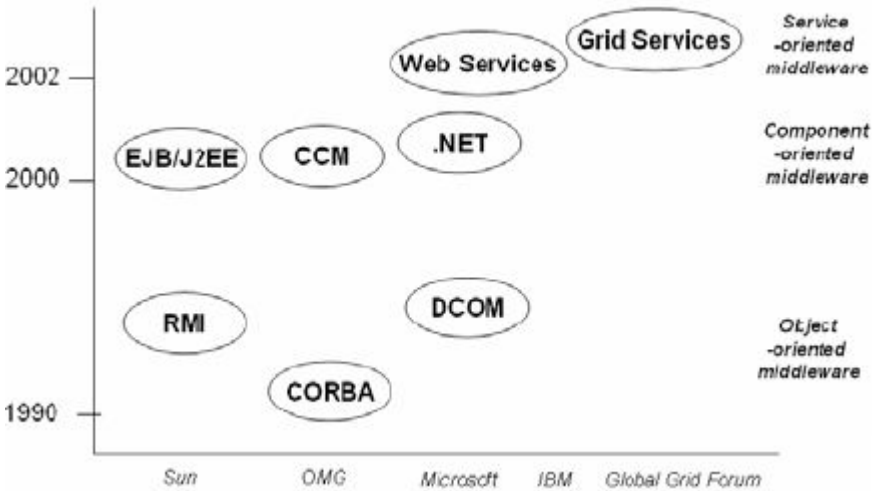 Service
-oriented
middleware
Grid Services
Web Services
2002
Component
-oriented
middleware
EJB/J2EE
CCM
.NET
2000
RMI
DCOM
Object
-oriented
middleware
CORBA
1990
Sun
OMG
Microsoft
IBM
Global Grid Forum